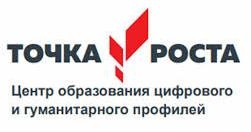 ТОЧКА РОСТА
Центр образования цифрового
и гуманитарного профилей